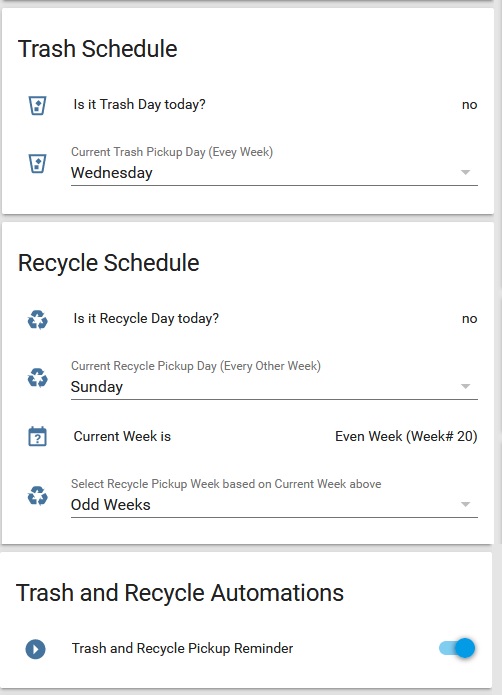 Trash Schedule
Is it Trash Day today? no
Current Trash Pickup Day (Evey Week)
Wednesday
Recycle Schedule
Is it Recycle Day today? no
Current Recycle Pickup Day (Every Other Week)
Sunday
Current Week is Even Week (Week# 20)
Select Recycle Pickup Week based on Current Week above
Odd Weeks
Trash and Recycle Automations
Trash and Recycle Pickup Reminder